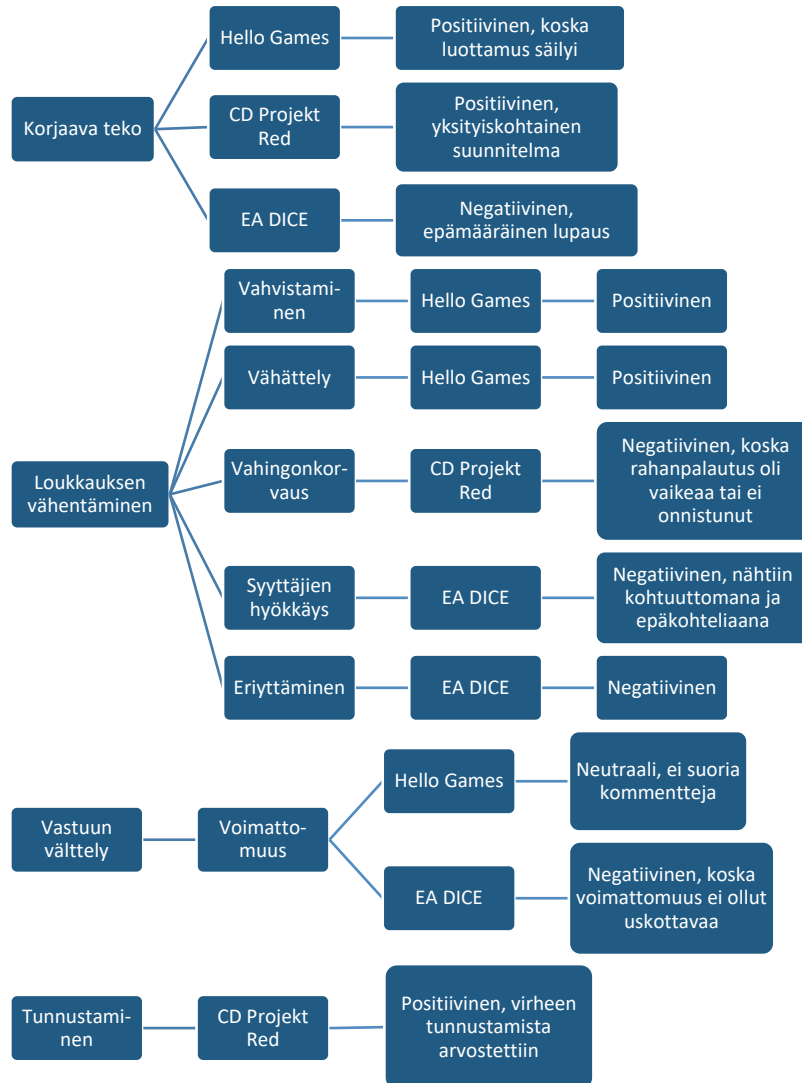 Korjaava teko
Hello Games
Positiivinen, koska
luottamus säilyi
CD Projekt
Red
Positiivinen,
yksityiskohtainen
suunnitelma
EA DICE
Negatiivinen,
epämääräinen lupaus
Loukkauksen
vähentäminen
Vahvistami-
nen
Hello Games
Positiivinen
Vähättely
Hello Games
Positiivinen
Vahingonkor-
vaus
CD Projekt
Red
Negatiivinen, koska
rahanpalautus oli
vaikeaa tai ei
onnistunut
Syyttäjien
hyökkäys
EA DICE
Negatiivinen, nähtiin
kohtuuttomana ja
epäkohteliaana
Eriyttäminen
EA DICE
Negatiivinen
Vastuun
välttely
Voimatto-
muus
Hello Games
Neutraali, ei suoria
kommentteja
EA DICE
Negatiivinen, koska
voimattomuus ei ollut
uskottavaa
Tunnustami-
nen
CD Projekt
Red
Positiivinen, virheen
tunnustamista
arvostettiin